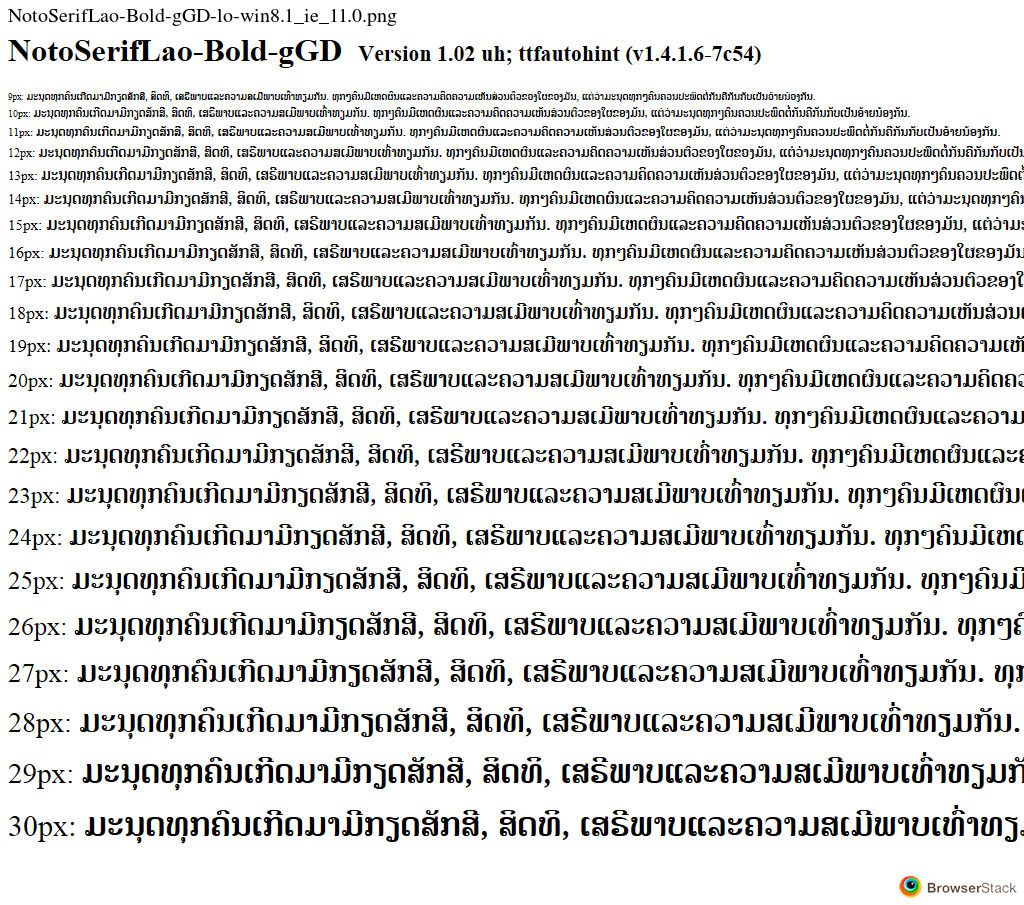 NotoSerifLao-Bold-gGD-lo-win8.1_ie_11.0.png
NotoSerifLao-Bold-gGD Version 1.02 uh; ttfautohint (v1.4.1.6-7c54)
9px: ມະນຸດທຸກຄົນເກີດມາມີກຽດສັກສີ, ສິດທິ, ເສຣີພາບແລະຄວາມສເມີພາບເທົ່າທຽມກັນ. ທຸກໆຄົນມີເຫດຜົນແລະຄວາມຄິດຄວາມເຫັນສ່ວນຕົວຂອງໃຜຂອງມັນ, ແຕ່ວ່າມະນຸດທຸກໆຄົນຄວນປະພຶດຕໍ່ກັນຄືກັນກັບເປັນອ້າຍນ້ອງກັນ.
10px: ມະນຸດທຸກຄົນເກີດມາມີກຽດສັກສີ, ສິດທິ, ເສຣີພາບແລະຄວາມສເມີພາບເທົ່າທຽມກັນ. ທຸກໆຄົນມີເຫດຜົນແລະຄວາມຄິດຄວາມເຫັນສ່ວນຕົວຂອງໃຜຂອງມັນ, ແຕ່ວ່າມະນຸດທຸກໆຄົນຄວນປະພຶດຕໍ່ກັນຄືກັນກັບເປັນອ້າຍນ້ອງກັນ.
11px: ມະນຸດທຸກຄົນເກີດມາມີກຽດສັກສີ, ສິດທິ, ເສຣີພາບແລະຄວາມສເມີພາບເທົ່າທຽມກັນ. ທຸກໆຄົນມີເຫດຜົນແລະຄວາມຄິດຄວາມເຫັນສ່ວນຕົວຂອງໃຜຂອງມັນ, ແຕ່ວ່າມະນຸດທຸກໆຄົນຄວນປະພຶດຕໍ່ກັນຄືກັນກັບເປັນອ້າຍນ້ອງກັນ.
12px: ມະນຸດທຸກຄົນເກີດມາມີກຽດສັກສີ, ສິດທິ, ເສຣີພາບແລະຄວາມສເມີພາບເທົ່າທຽມກັນ. ທຸກໆຄົນມີເຫດຜົນແລະຄວາມຄິດຄວາມເຫັນສ່ວນຕົວຂອງໃຜຂອງມັນ, ແຕ່ວ່າມະນຸດທຸກໆຄົນຄວນປະພຶດຕໍ່ກັນຄືກັນກັບເປັນອ້າ
13px: ມະນຸດທຸກຄົນເກີດມາມີກຽດສັກສີ, ສິດທິ, ເສຣີພາບແລະຄວາມສເມີພາບເທົ່າທຽມກັນ. ທຸກໆຄົນມີເຫດຜົນແລະຄວາມຄິດຄວາມເຫັນສ່ວນຕົວຂອງໃຜຂອງມັນ, ແຕ່ວ່າມະນຸດທຸກໆຄົນຄວນປະພຶດຕໍ່
14px: ມະນຸດທຸກຄົນເກີດມາມີກຽດສັກສີ, ສິດທິ, ເສຣີພາບແລະຄວາມສເມີພາບເທົ່າທຽມກັນ. ທຸກໆຄົນມີເຫດຜົນແລະຄວາມຄິດຄວາມເຫັນສ່ວນຕົວຂອງໃຜຂອງມັນ, ແຕ່ວ່າມະນຸດທຸກໆຄົນ
15px: ມະນຸດທຸກຄົນເກີດມາມີກຽດສັກສີ, ສິດທິ, ເສຣີພາບແລະຄວາມສເມີພາບເທົ່າທຽມກັນ. ທຸກໆຄົນມີເຫດຜົນແລະຄວາມຄິດຄວາມເຫັນສ່ວນຕົວຂອງໃຜຂອງມັນ, ແຕ່ວ່າມະ
16px: ມະນຸດທຸກຄົນເກີດມາມີກຽດສັກສີ, ສິດທິ, ເສຣີພາບແລະຄວາມສເມີພາບເທົ່າທຽມກັນ. ທຸກໆຄົນມີເຫດຜົນແລະຄວາມຄິດຄວາມເຫັນສ່ວນຕົວຂອງໃຜຂອງມັນ
17px: ມະນຸດທຸກຄົນເກີດມາມີກຽດສັກສີ, ສິດທິ, ເສຣີພາບແລະຄວາມສເມີພາບເທົ່າທຽມກັນ. ທຸກໆຄົນມີເຫດຜົນແລະຄວາມຄິດຄວາມເຫັນສ່ວນຕົວຂອງໃ
18px: ມະນຸດທຸກຄົນເກີດມາມີກຽດສັກສີ, ສິດທິ, ເສຣີພາບແລະຄວາມສເມີພາບເທົ່າທຽມກັນ. ທຸກໆຄົນມີເຫດຜົນແລະຄວາມຄິດຄວາມເຫັນສ່ວນ
19px: ມະນຸດທຸກຄົນເກີດມາມີກຽດສັກສີ, ສິດທິ, ເສຣີພາບແລະຄວາມສເມີພາບເທົ່າທຽມກັນ. ທຸກໆຄົນມີເຫດຜົນແລະຄວາມຄິດຄວາມເຫັ
20px: ມະນຸດທຸກຄົນເກີດມາມີກຽດສັກສີ, ສິດທິ, ເສຣີພາບແລະຄວາມສເມີພາບເທົ່າທຽມກັນ. ທຸກໆຄົນມີເຫດຜົນແລະຄວາມຄິດຄວ
21px: ມະນຸດທຸກຄົນເກີດມາມີກຽດສັກສີ, ສິດທິ, ເສຣີພາບແລະຄວາມສເມີພາບເທົ່າທຽມກັນ. ທຸກໆຄົນມີເຫດຜົນແລະຄວາມ
22px: ມະນຸດທຸກຄົນເກີດມາມີກຽດສັກສີ, ສິດທິ, ເສຣີພາບແລະຄວາມສເມີພາບເທົ່າທຽມກັນ. ທຸກໆຄົນມີເຫດຜົນແລະຄ
23px: ມະນຸດທຸກຄົນເກີດມາມີກຽດສັກສີ, ສິດທິ, ເສຣີພາບແລະຄວາມສເມີພາບເທົ່າທຽມກັນ. ທຸກໆຄົນມີເຫດຜົນ
24px: ມະນຸດທຸກຄົນເກີດມາມີກຽດສັກສີ, ສິດທິ, ເສຣີພາບແລະຄວາມສເມີພາບເທົ່າທຽມກັນ. ທຸກໆຄົນມີເຫດ
25px: ມະນຸດທຸກຄົນເກີດມາມີກຽດສັກສີ, ສິດທິ, ເສຣີພາບແລະຄວາມສເມີພາບເທົ່າທຽມກັນ. ທຸກໆຄົນມີ
26px: ມະນຸດທຸກຄົນເກີດມາມີກຽດສັກສີ, ສິດທິ, ເສຣີພາບແລະຄວາມສເມີພາບເທົ່າທຽມກັນ. ທຸກໆຄົ
27px: ມະນຸດທຸກຄົນເກີດມາມີກຽດສັກສີ, ສິດທິ, ເສຣີພາບແລະຄວາມສເມີພາບເທົ່າທຽມກັນ. ທຸກ
28px: ມະນຸດທຸກຄົນເກີດມາມີກຽດສັກສີ, ສິດທິ, ເສຣີພາບແລະຄວາມສເມີພາບເທົ່າທຽມກັນ.
29px: ມະນຸດທຸກຄົນເກີດມາມີກຽດສັກສີ, ສິດທິ, ເສຣີພາບແລະຄວາມສເມີພາບເທົ່າທຽມກັ
30px: ມະນຸດທຸກຄົນເກີດມາມີກຽດສັກສີ, ສິດທິ, ເສຣີພາບແລະຄວາມສເມີພາບເທົ່າທຽ
BrowserStack